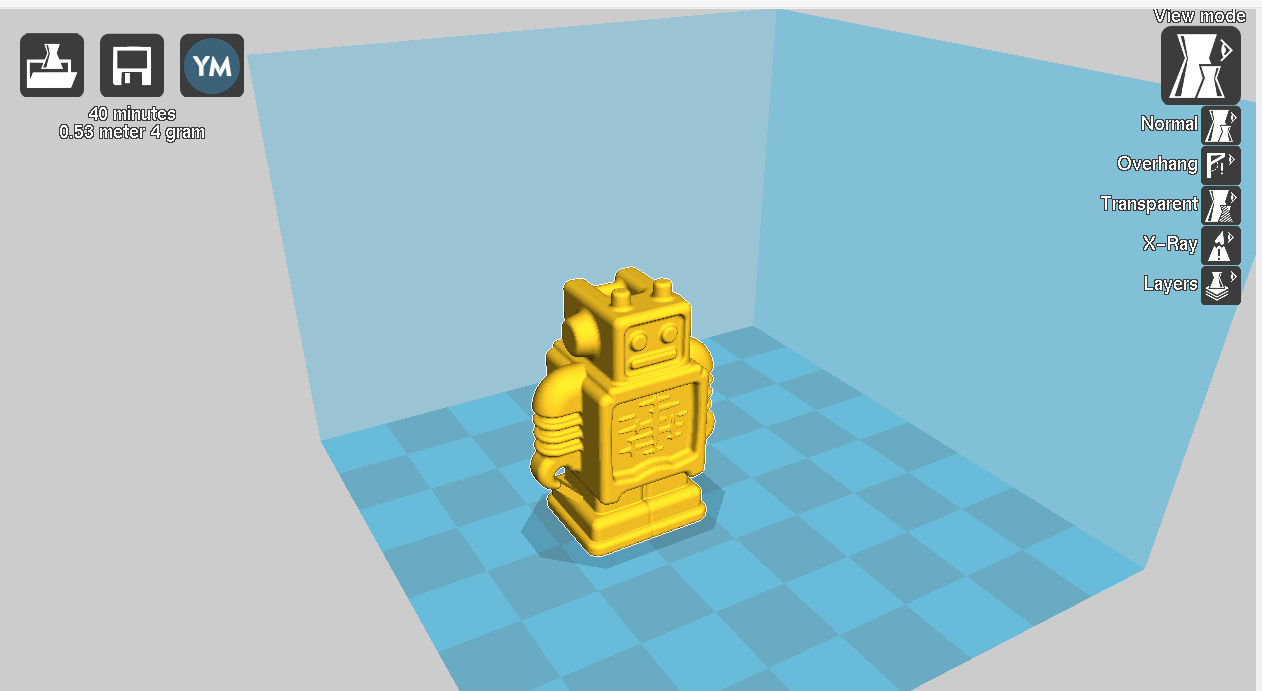 YM
40 minutes
0.53 meter 4 gram
View mode
Normal
Overhang
Transparent
X-Ray
Layers